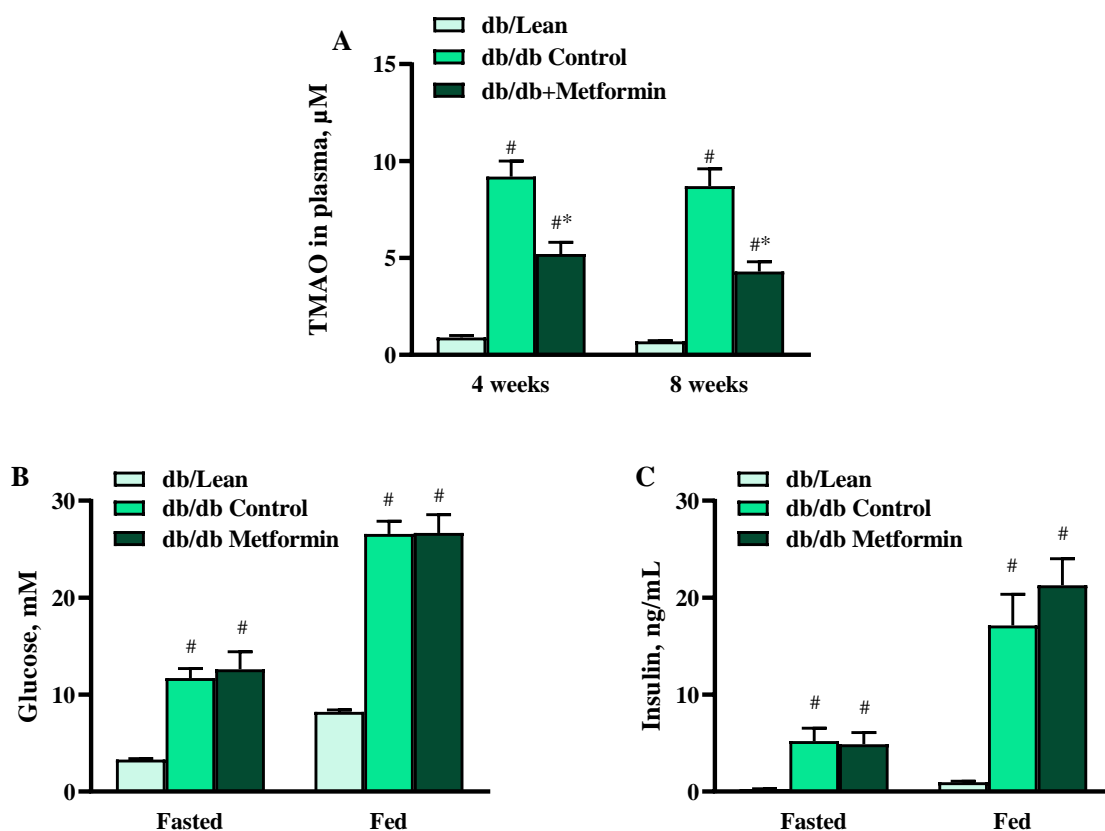 A
db/Lean
db/db Control
db/db+Metformin
TMAO in plasma, µM
15
10
5
0
#
#*
#
#*
4 weeks
8 weeks
B
db/Lean
db/db Control
db/db Metformin
Glucose, mM
30
20
10
0
#
#
#
#
Fasted
Fed
C
db/Lean
db/db Control
db/db Metformin
Insulin, ng/mL
30
20
10
0
#
#
#
#
Fasted
Fed